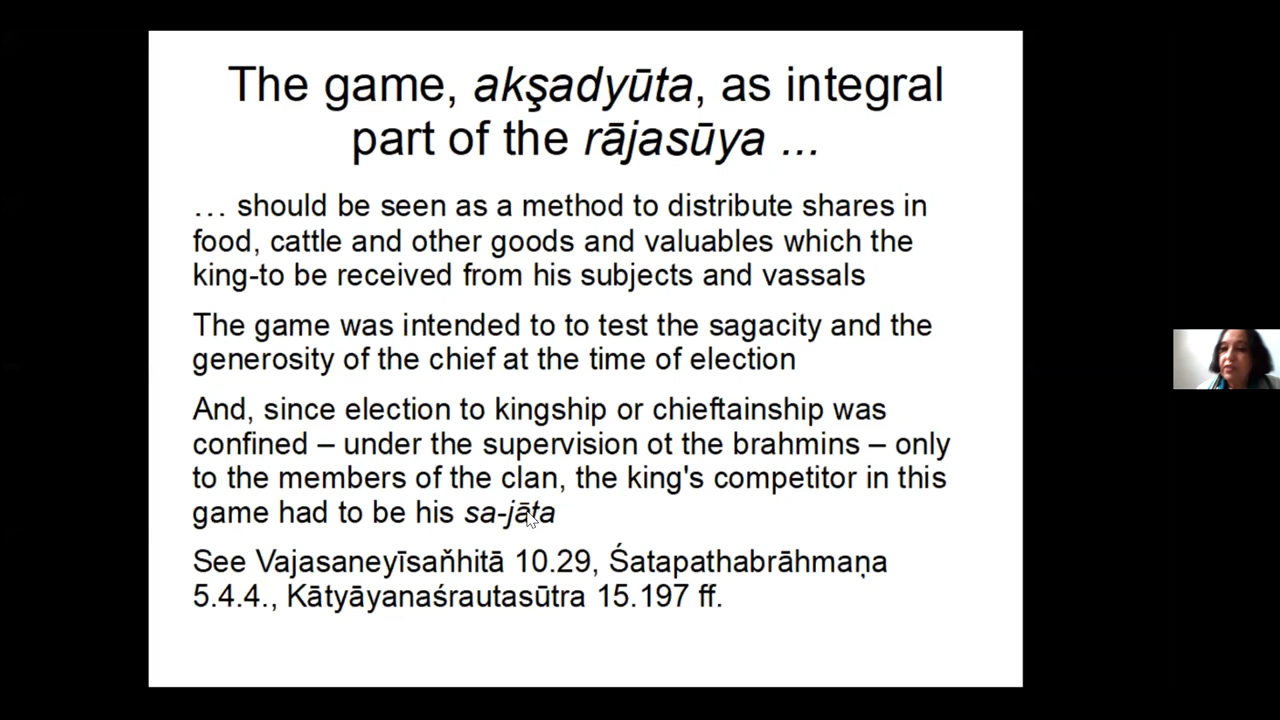 The game, akşadyūta, as integral
part of the rājasūya ...
… should be seen as a method to distribute shares in
food, cattle and other goods and valuables which the
king-to be received from his subjects and vassals
The game was intended to to test the sagacity and the
generosity of the chief at the time of election
And, since election to kingship or chieftainship was
confined – under the supervision ot the brahmins – only
to the members of the clan, the king's competitor in this
game had to be his sa-jāta
See Vajasaneyīsaňhitā 10.29, Śatapathabrāhmaṇa
5.4.4., Kātyāyanaśrautasūtra 15.197 ff.